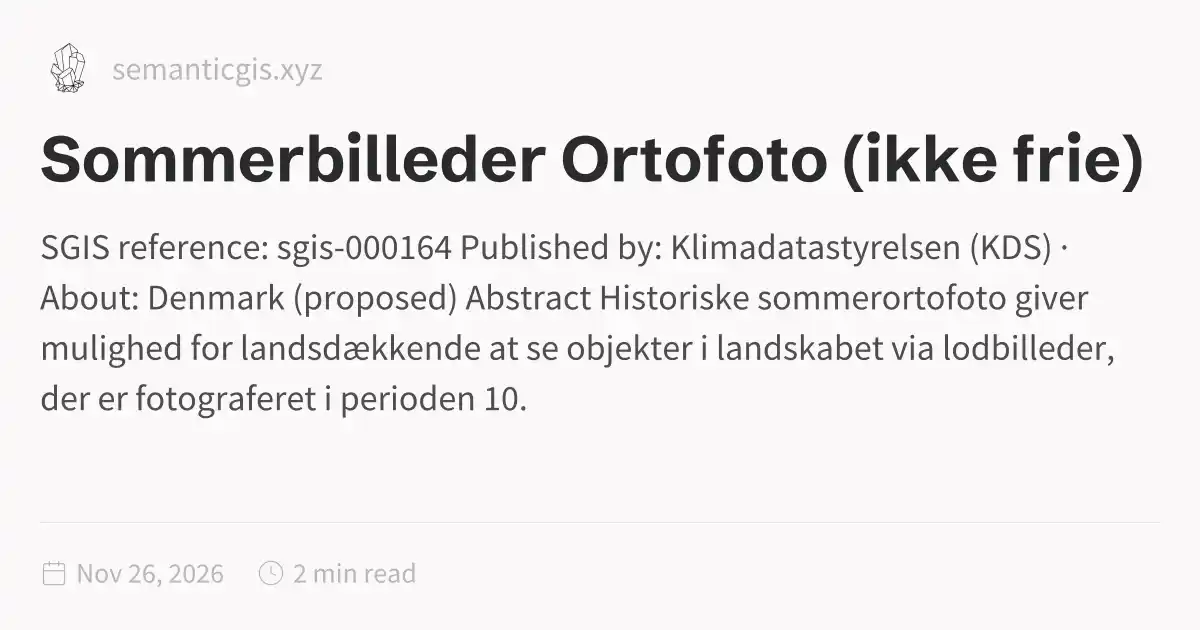 semanticgis.xyz
Sommerbilleder Ortofoto (ikke frie)
SGIS reference: sgis-000164 Published by: Klimadatastyrelsen (KDS) ·
About: Denmark (proposed) Abstract Historiske sommerortofoto giver
mulighed for landsdækkende at se objekter i landskabet via lodbilleder,
der er fotograferet i perioden 10.
Nov 26, 2026 2 min read